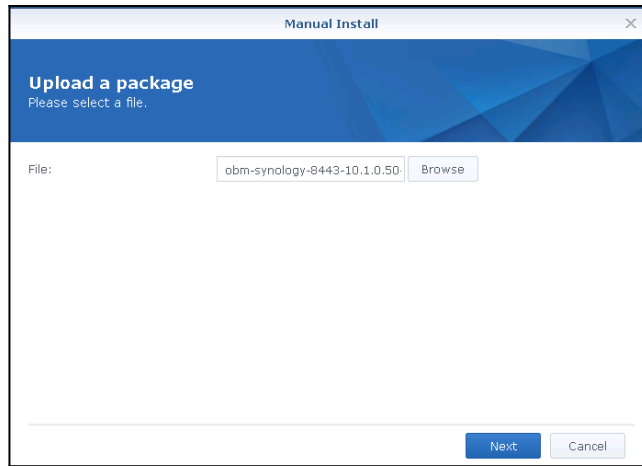 Manual Install
Upload a package
Please select a file.
File:
obm-synology-8443-10.1.0.50-
Browse
Next
Cancel